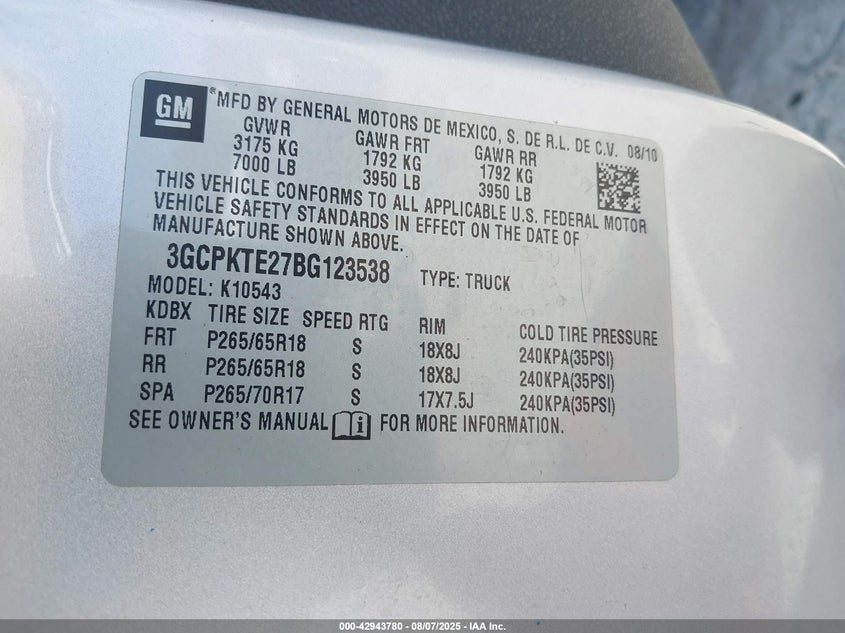 GM
*MFD BY GENERAL MOTORS DE MEXICO, S. DE R.L. DE C.V. 08/10
GVWR GAWR FRT GAWR RR
3175 KG 1792 KG 1792 KG
7000 LB 3950 LB 3950 LB
THIS VEHICLE CONFORMS TO ALL APPLICABLE U.S. FEDERAL MOTOR
VEHICLE SAFETY STANDARDS IN EFFECT ON THE DATE OF
MANUFACTURE SHOWN ABOVE.
3GCPKTE27BG123538 TYPE: TRUCK
MODEL: K10543
KDBX TIRE SIZE SPEED RTG RIM COLD TIRE PRESSURE
FRT P265/65R18 S 18X8J 240KPA(35PSI)
RR P265/65R18 S 18X8J 240KPA(35PSI)
SPA P265/70R17 S 17X7.5J 240KPA(35PSI)
SEE OWNER'S MANUAL i FOR MORE INFORMATION.
000-42943780 - 08/07/2025 - IAA Inc.